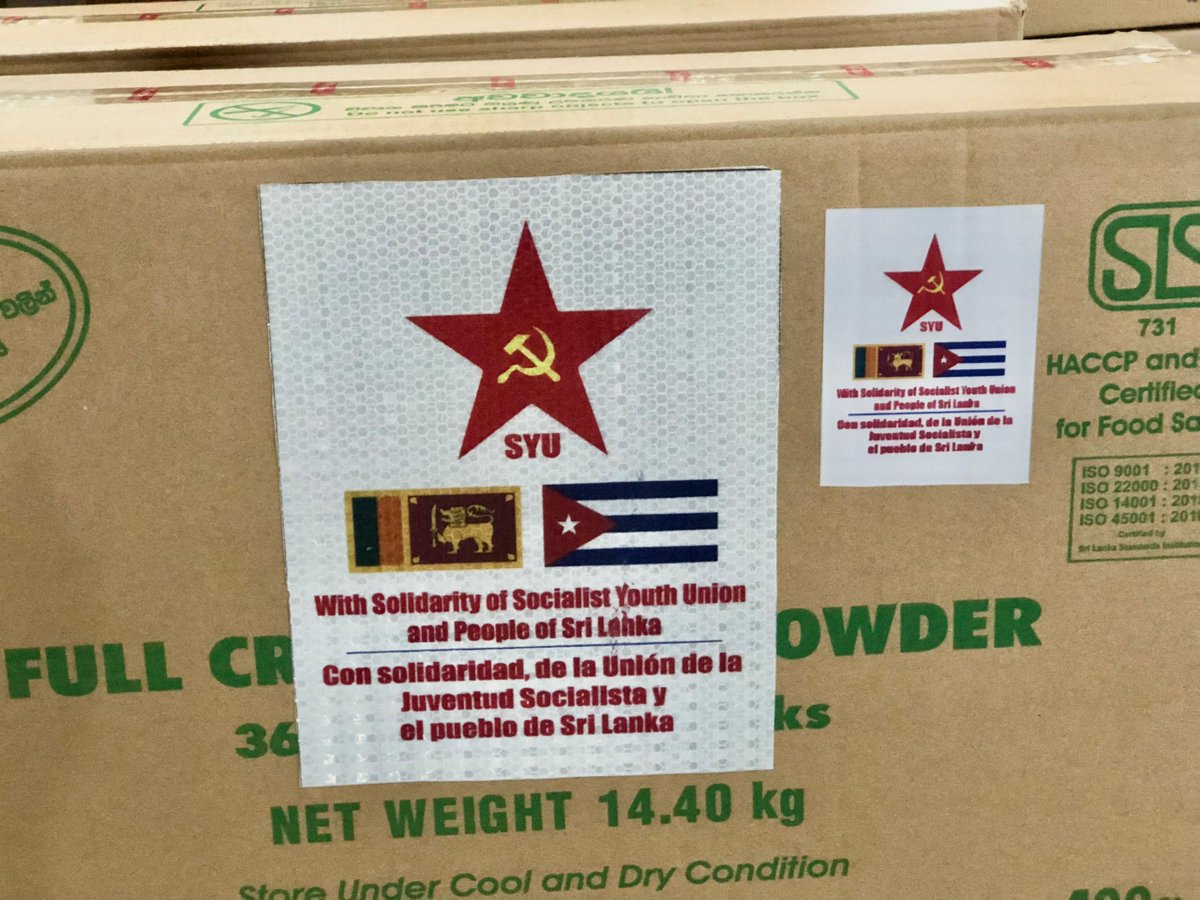 Do not use sharp objects to open the box
SYU
With Solidarity of Socialist Youth Union
and People of Sri Lanka
Con solidaridad, de la Unión de la
Juventud Socialista y
el pueblo de Sri Lanka
SYU
With Solidarity of Socialist Youth Union
and People of Sri Lanka
Con solidaridad, de la Unión de la
Juventud Socialista y
el pueblo de Sri Lanka
SLS
731
HACCP and
Certified
for Food Sa
ISO 9001 : 201
ISO 22000 : 201
ISO 14001 : 201
ISO 45001 : 201
Certified by
Sri Lanka Standards Institution
FULL CR OWDER
36 ks
NET WEIGHT 14.40 kg
Store Under Cool and Dry Condition